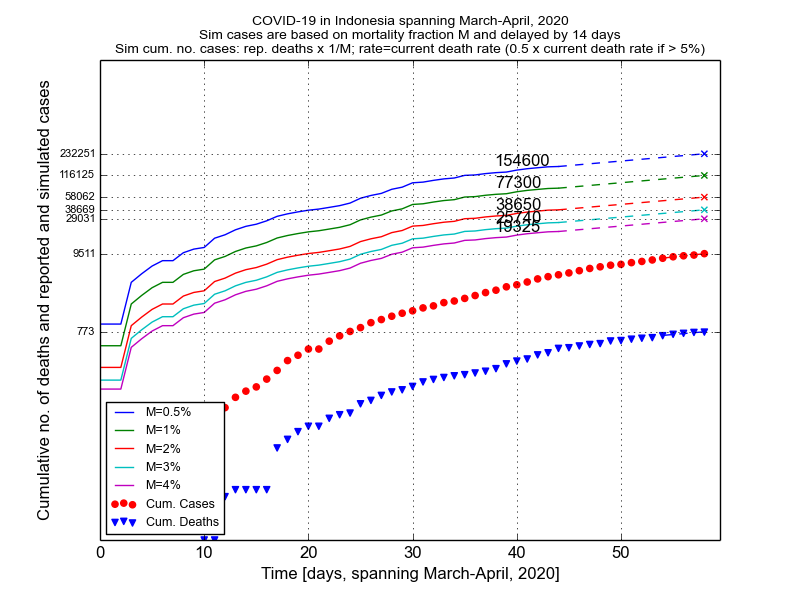 COVID-19 in Indonesia spanning March-April, 2020
Sim cases are based on mortality fraction M and delayed by 14 days
Sim cum. no. cases: rep. deaths x 1/M; rate=current death rate (0.5 x current death rate if > 5%)
Cumulative no. of deaths and reported and simulated cases
232251
116125
58062
38669
29031
9511
773
154600
77300
38650
25740
19325
M=0.5%
M=1%
M=2%
M=3%
M=4%
Cum. Cases
Cum. Deaths
0 10 20 30 40 50
Time [days, spanning March-April, 2020]